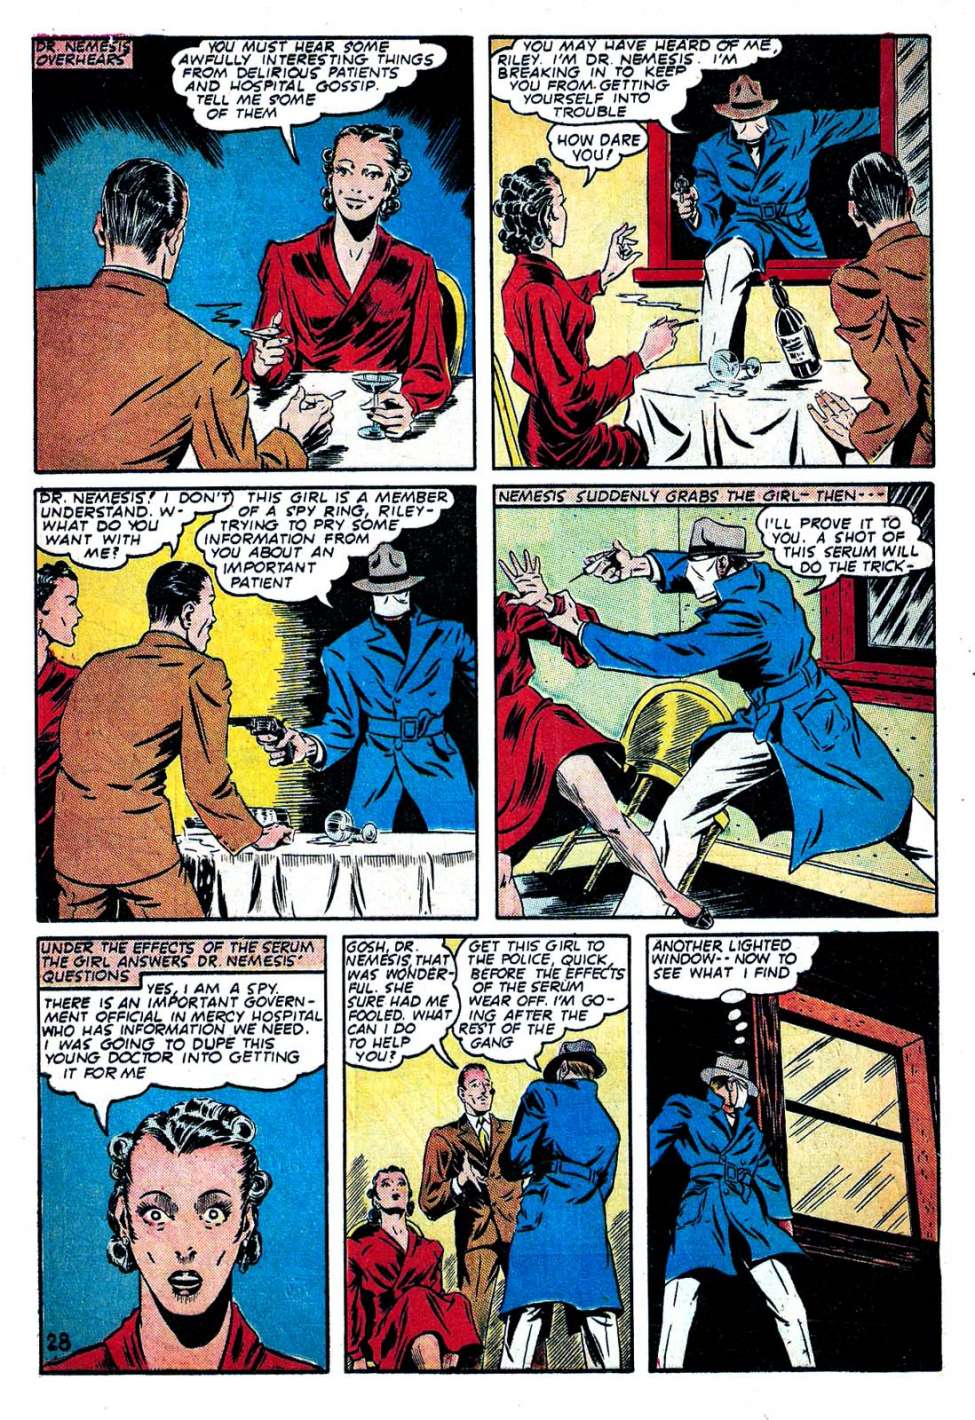 DR. NEMESIS
OVERHEARS
YOU MUST HEAR SOME
AWFULLY INTERESTING THINGS
FROM DELIRIOUS PATIENTS
AND HOSPITAL GOSSIP.
TELL ME SOME
OF THEM
YOU MAY HAVE HEARD OF ME,
RILEY. I'M DR. NEMESIS. I'M
BREAKING IN TO KEEP
YOU FROM GETTING
YOURSELF INTO
TROUBLE
HOW DARE
YOU!
DR. NEMESIS! I DON'T
UNDERSTAND. W-
WHAT DO YOU
WANT WITH
ME?
THIS GIRL IS A MEMBER
OF A SPY RING, RILEY-
TRYING TO PRY SOME
INFORMATION FROM
YOU ABOUT AN
IMPORTANT
PATIENT
NEMESIS SUDDENLY GRABS THE GIRL- THEN---
I'LL PROVE IT TO
YOU. A SHOT OF
THIS SERUM WILL
DO THE TRICK-
UNDER THE EFFECTS OF THE SERUM
THE GIRL ANSWERS DR. NEMESIS'
QUESTIONS
YES, I AM A SPY.
THERE IS AN IMPORTANT GOVERN-
MENT OFFICIAL IN MERCY HOSPITAL
WHO HAS INFORMATION WE NEED.
I WAS GOING TO DUPE THIS
YOUNG DOCTOR INTO GETTING
IT FOR ME
28
GOSH, DR.
NEMESIS, THAT
WAS WONDER-
FUL. SHE
SURE HAD ME
FOOLED. WHAT
CAN I DO
TO HELP
YOU?
GET THIS GIRL TO
THE POLICE, QUICK,
BEFORE THE EFFECTS
OF THE SERUM
WEAR OFF. I'M GO-
ING AFTER THE
REST OF THE
GANG
ANOTHER LIGHTED
WINDOW-- NOW TO
SEE WHAT I FIND